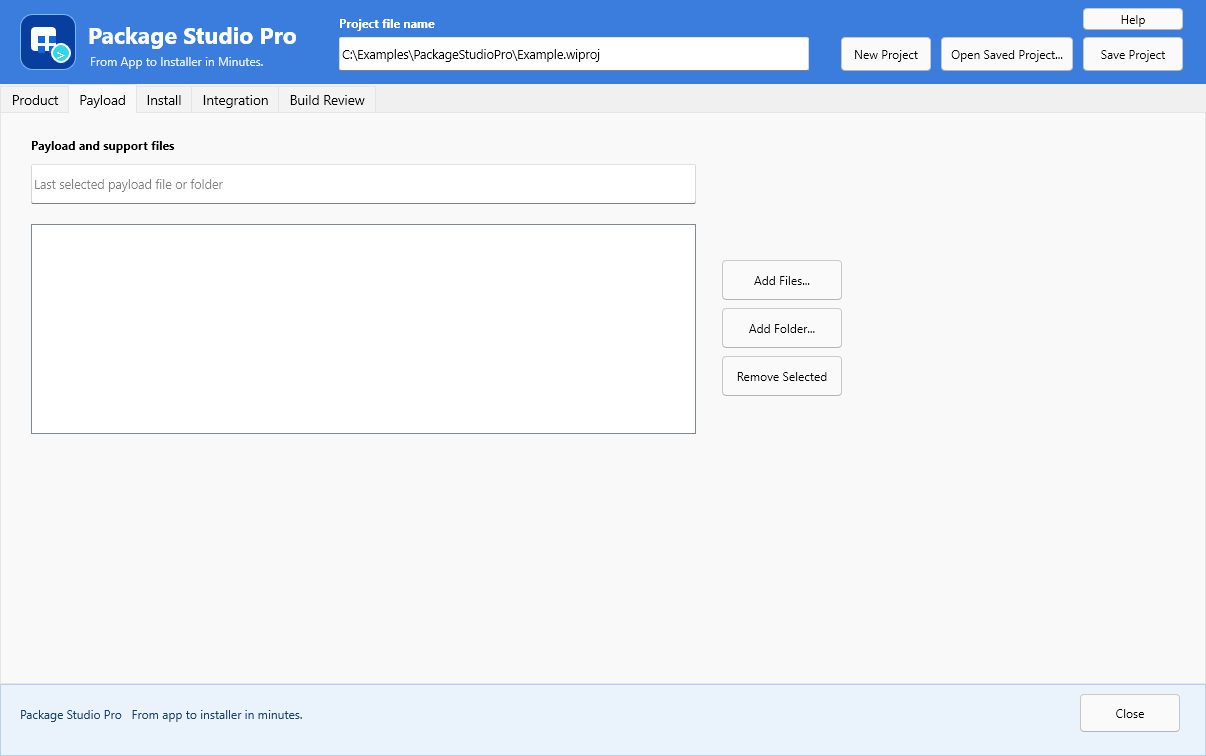 Package Studio Pro
From App to Installer in Minutes.
Project file name
C:\Examples\PackageStudioPro\Example.wiproj
Help
New Project
Open Saved Project...
Save Project
Product
Payload
Install
Integration
Build Review
Payload and support files
Last selected payload file or folder
Add Files...
Add Folder...
Remove Selected
Package Studio Pro From app to installer in minutes.
Close